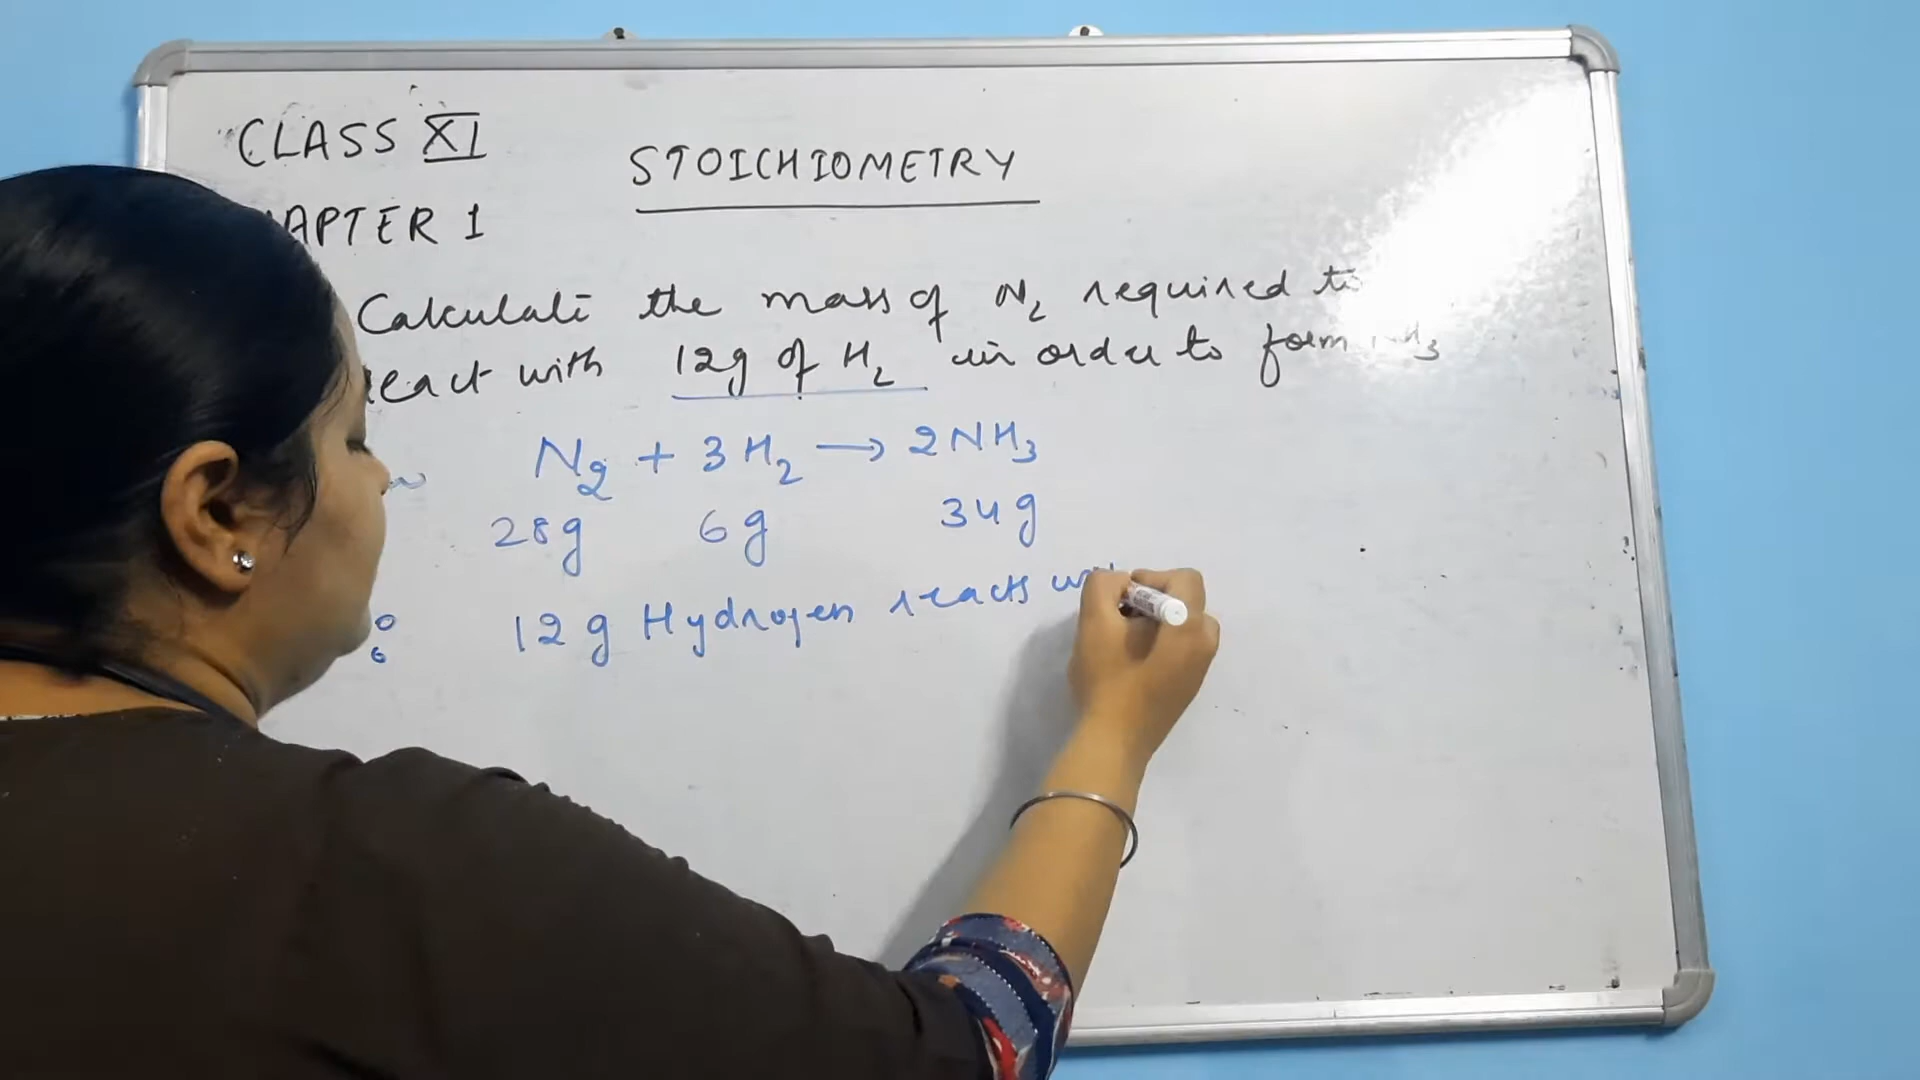 CLASS XI
STOICHIOMETRY
APTER 1
Calculate the mass of N₂ required to
react with 12g of H₂ in order to form NH₃
N₂ + 3H₂ → 2NH₃
28g 6g 34g
12g Hydrogen reacts